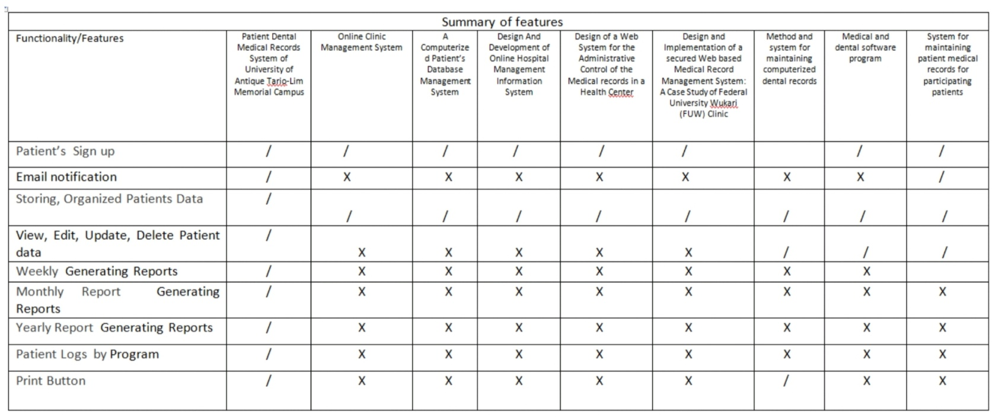 Summary of features
Functionality/Features
Patient Dental
Medical Records
System of
University of
Antique Tario-Lim
Memorial Campus
Online Clinic
Management System
A
Computerize
d Patient's
Database
Management
System
Design And
Development of
Online Hospital
Management
Information
System
Design of a Web
System for the
Administrative
Control of the
Medical records in a
Health Center
Design and
Implementation of a
secured Web based
Medical Record
Management System:
A Case Study of Federal
University Wukari
(FUW) Clinic
Method and
system for
maintaining
computerized
dental records
Medical and
dental software
program
System for
maintaining
patient medical
records for
participating
patients
Patient's Sign up / / / / / / / /
Email notification / X X X X X X X /
Storing, Organized Patients Data / / / / / / / / /
View, Edit, Update, Delete Patient
data / X X X X X / / /
Weekly Generating Reports / X X X X X X X
Monthly Report Generating
Reports / X X X X X X X X
Yearly Report Generating Reports / X X X X X X X X
Patient Logs by Program / X X X X X X X X
Print Button / X X X X X / X X